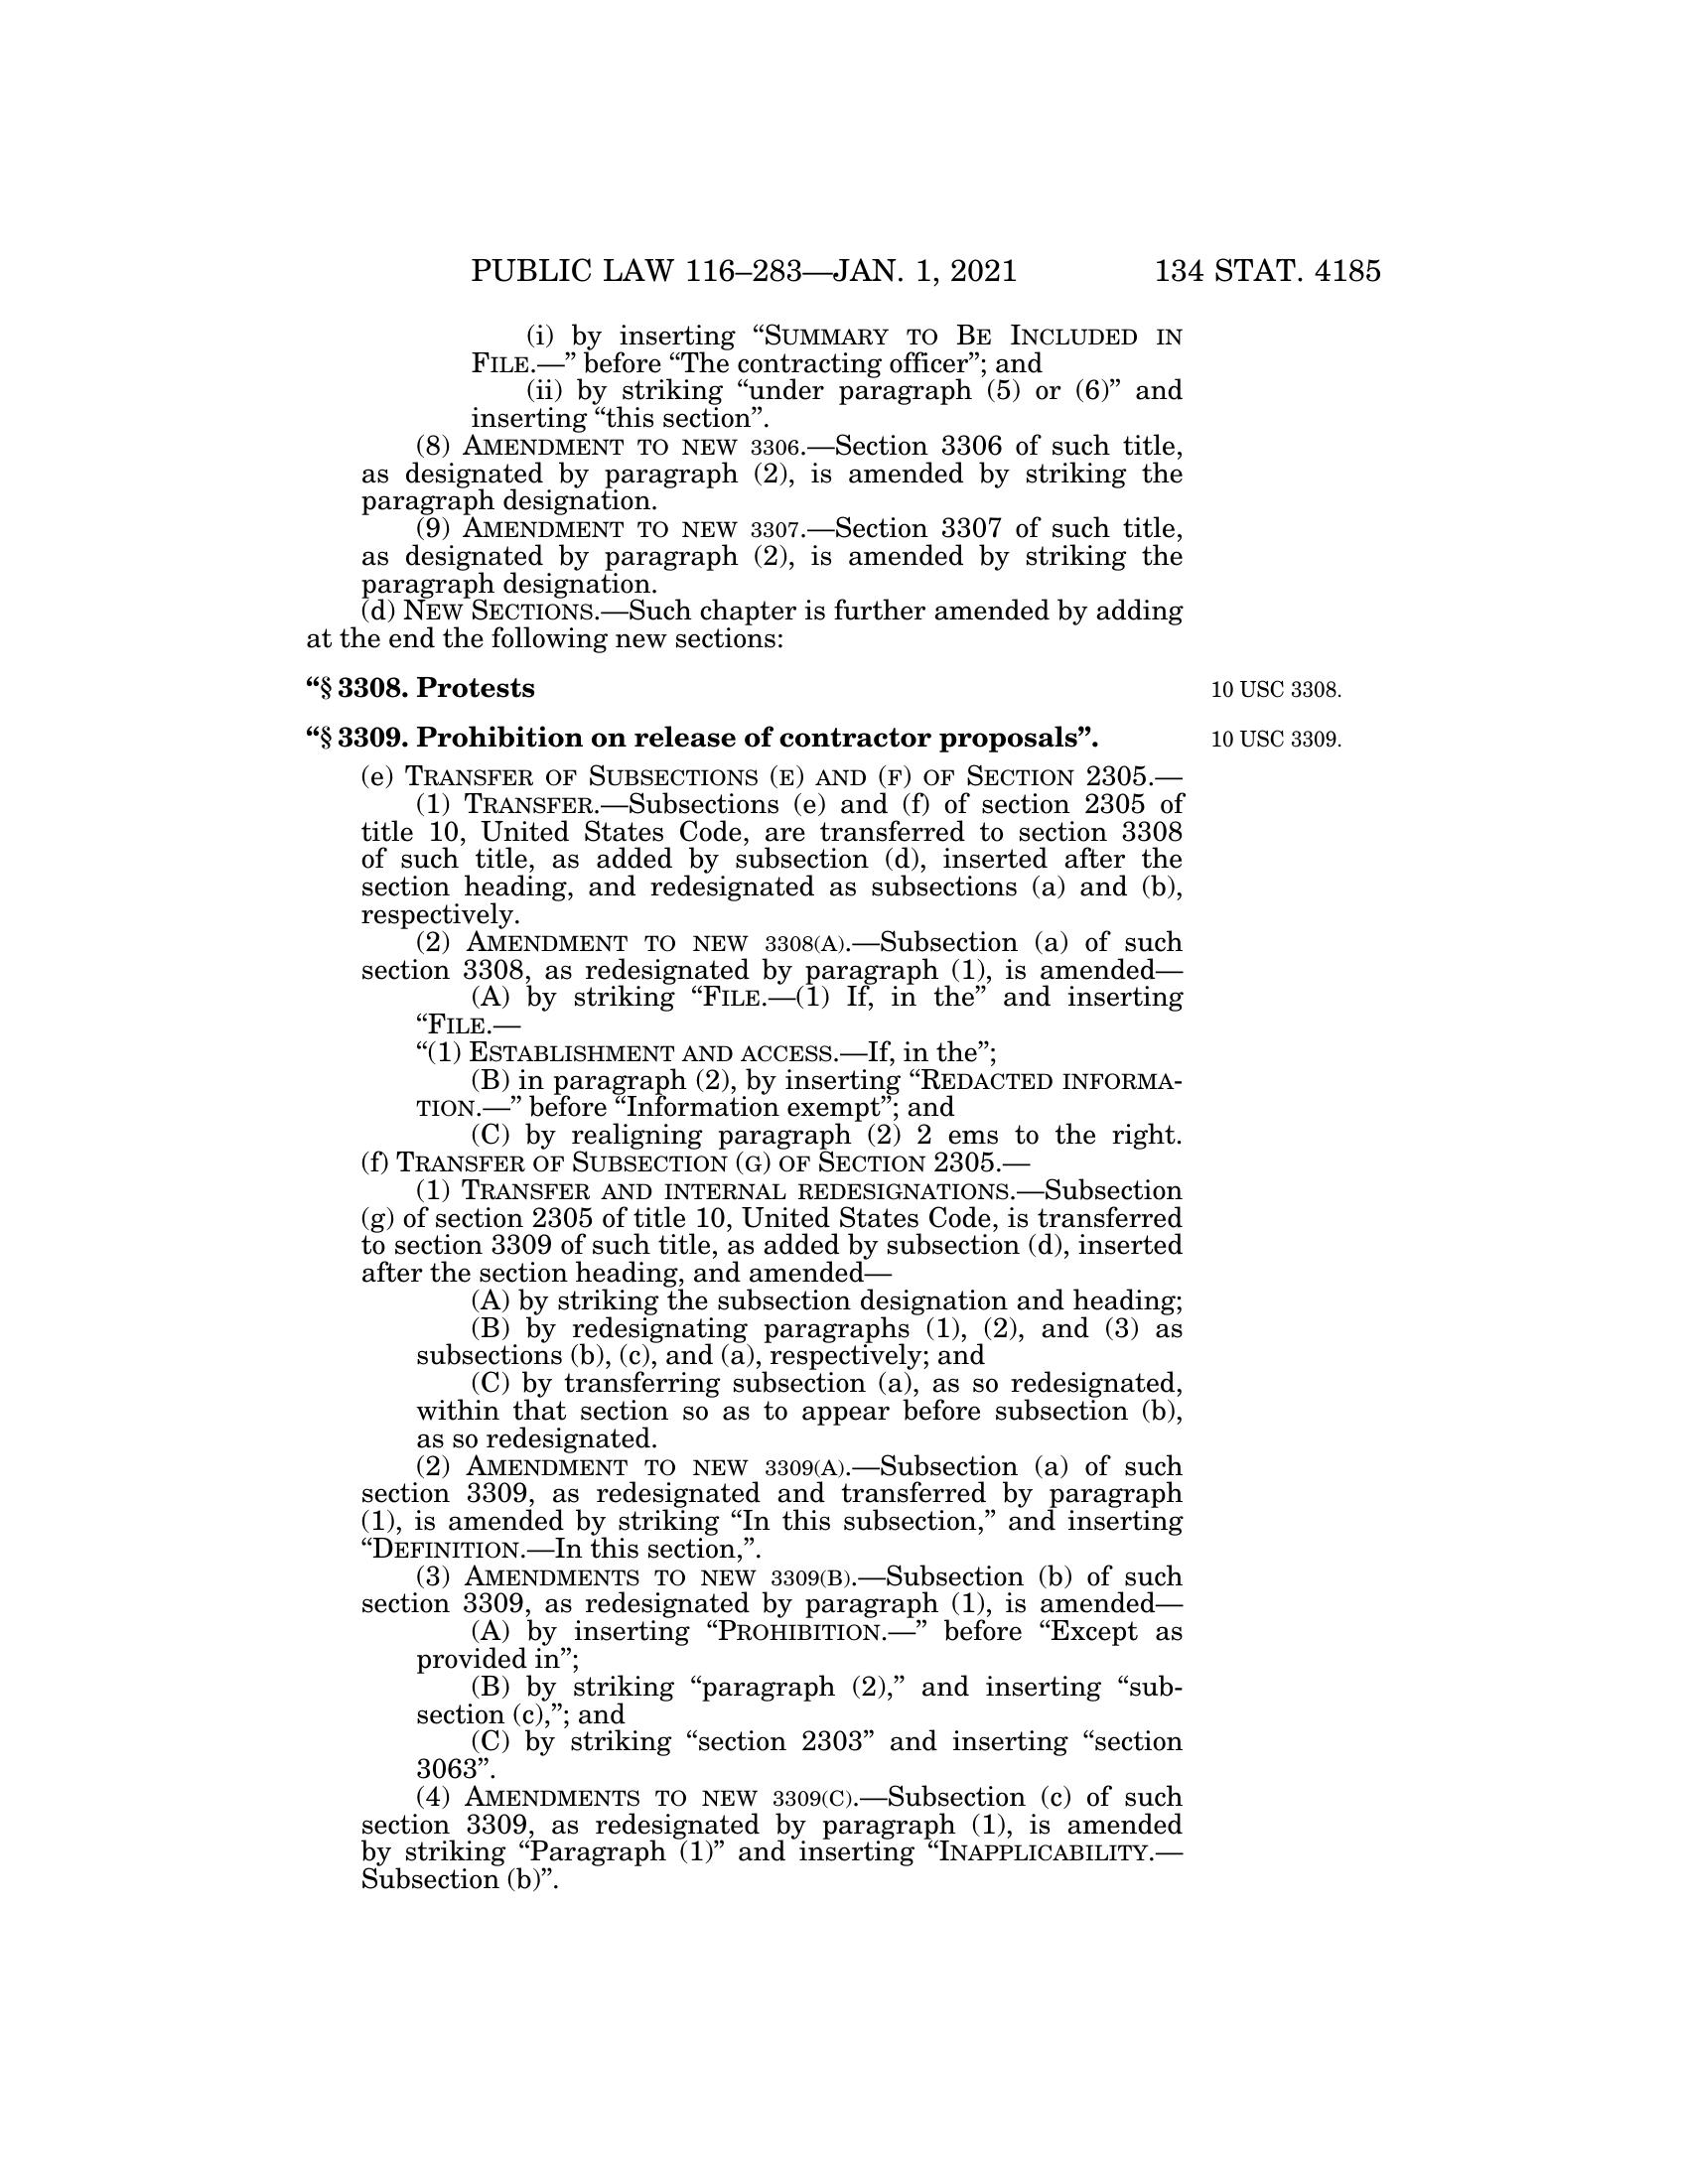 PUBLIC LAW 116–283—JAN. 1, 2021 134 STAT. 4185
(i) by inserting “SUMMARY TO BE INCLUDED IN
FILE.—” before “The contracting officer”; and
(ii) by striking “under paragraph (5) or (6)” and
inserting “this section”.
(8) AMENDMENT TO NEW 3306.—Section 3306 of such title,
as designated by paragraph (2), is amended by striking the
paragraph designation.
(9) AMENDMENT TO NEW 3307.—Section 3307 of such title,
as designated by paragraph (2), is amended by striking the
paragraph designation.
(d) NEW SECTIONS.—Such chapter is further amended by adding
at the end the following new sections:
“§ 3308. Protests 10 USC 3308.
“§ 3309. Prohibition on release of contractor proposals”. 10 USC 3309.
(e) TRANSFER OF SUBSECTIONS (E) AND (F) OF SECTION 2305.—
(1) TRANSFER.—Subsections (e) and (f) of section 2305 of
title 10, United States Code, are transferred to section 3308
of such title, as added by subsection (d), inserted after the
section heading, and redesignated as subsections (a) and (b),
respectively.
(2) AMENDMENT TO NEW 3308(A).—Subsection (a) of such
section 3308, as redesignated by paragraph (1), is amended—
(A) by striking “FILE.—(1) If, in the” and inserting
“FILE.—
“(1) ESTABLISHMENT AND ACCESS.—If, in the”;
(B) in paragraph (2), by inserting “REDACTED INFORMA-
TION.—” before “Information exempt”; and
(C) by realigning paragraph (2) 2 ems to the right.
(f) TRANSFER OF SUBSECTION (G) OF SECTION 2305.—
(1) TRANSFER AND INTERNAL REDESIGNATIONS.—Subsection
(g) of section 2305 of title 10, United States Code, is transferred
to section 3309 of such title, as added by subsection (d), inserted
after the section heading, and amended—
(A) by striking the subsection designation and heading;
(B) by redesignating paragraphs (1), (2), and (3) as
subsections (b), (c), and (a), respectively; and
(C) by transferring subsection (a), as so redesignated,
within that section so as to appear before subsection (b),
as so redesignated.
(2) AMENDMENT TO NEW 3309(A).—Subsection (a) of such
section 3309, as redesignated and transferred by paragraph
(1), is amended by striking “In this subsection,” and inserting
“DEFINITION.—In this section,”.
(3) AMENDMENTS TO NEW 3309(B).—Subsection (b) of such
section 3309, as redesignated by paragraph (1), is amended—
(A) by inserting “PROHIBITION.—” before “Except as
provided in”;
(B) by striking “paragraph (2),” and inserting “sub-
section (c),”; and
(C) by striking “section 2303” and inserting “section
3063”.
(4) AMENDMENTS TO NEW 3309(C).—Subsection (c) of such
section 3309, as redesignated by paragraph (1), is amended
by striking “Paragraph (1)” and inserting “INAPPLICABILITY.—
Subsection (b)”.